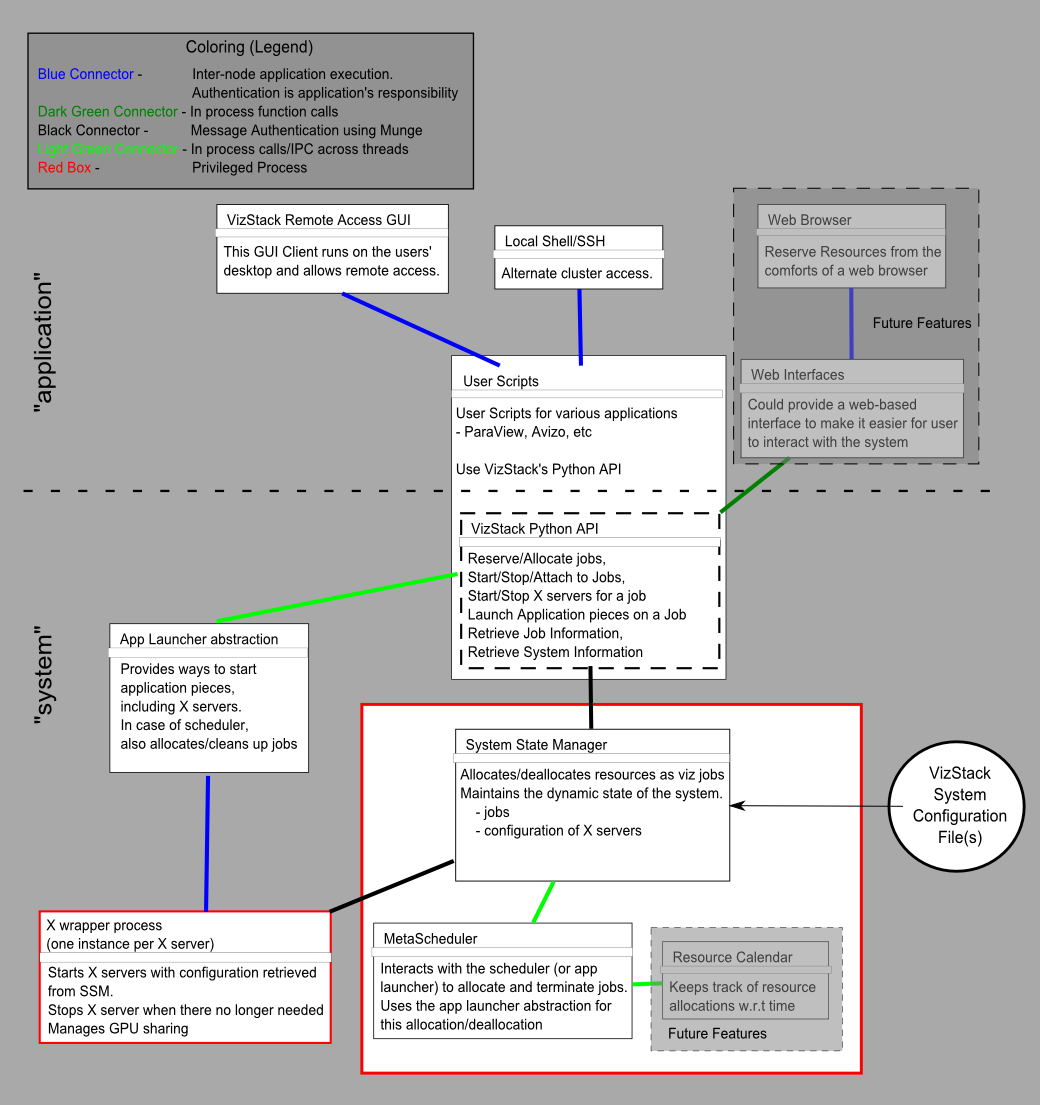 Coloring (Legend)
Blue Connector - Inter-node application execution.
Authentication is application's responsibility
Dark Green Connector - In process function calls
Black Connector - Message Authentication using Munge
Light Green Connector - In process calls/IPC across threads
Red Box - Privileged Process
"application"
VizStack Remote Access GUI
This GUI Client runs on the users'
desktop and allows remote access.
Local Shell/SSH
Alternate cluster access.
Web Browser
Reserve Resources from the
comforts of a web browser
Future Features
Web Interfaces
Could provide a web-based
interface to make it easier for user
to interact with the system
User Scripts
User Scripts for various applications
- ParaView, Avizo, etc
Use VizStack's Python API
"system"
VizStack Python API
Reserve/Allocate jobs,
Start/Stop/Attach to Jobs,
Start/Stop X servers for a job
Launch Application pieces on a Job
Retrieve Job Information,
Retrieve System Information
App Launcher abstraction
Provides ways to start
application pieces,
including X servers.
In case of scheduler,
also allocates/cleans up jobs
System State Manager
Allocates/deallocates resources as viz jobs
Maintains the dynamic state of the system.
- jobs
- configuration of X servers
VizStack
System
Configuration
File(s)
X wrapper process
(one instance per X server)
Starts X servers with configuration retrieved
from SSM.
Stops X server when there no longer needed
Manages GPU sharing
MetaScheduler
Interacts with the scheduler (or app
launcher) to allocate and terminate jobs.
Uses the app launcher abstraction for
this allocation/deallocation
Resource Calendar
Keeps track of resource
allocations w.r.t time
Future Features